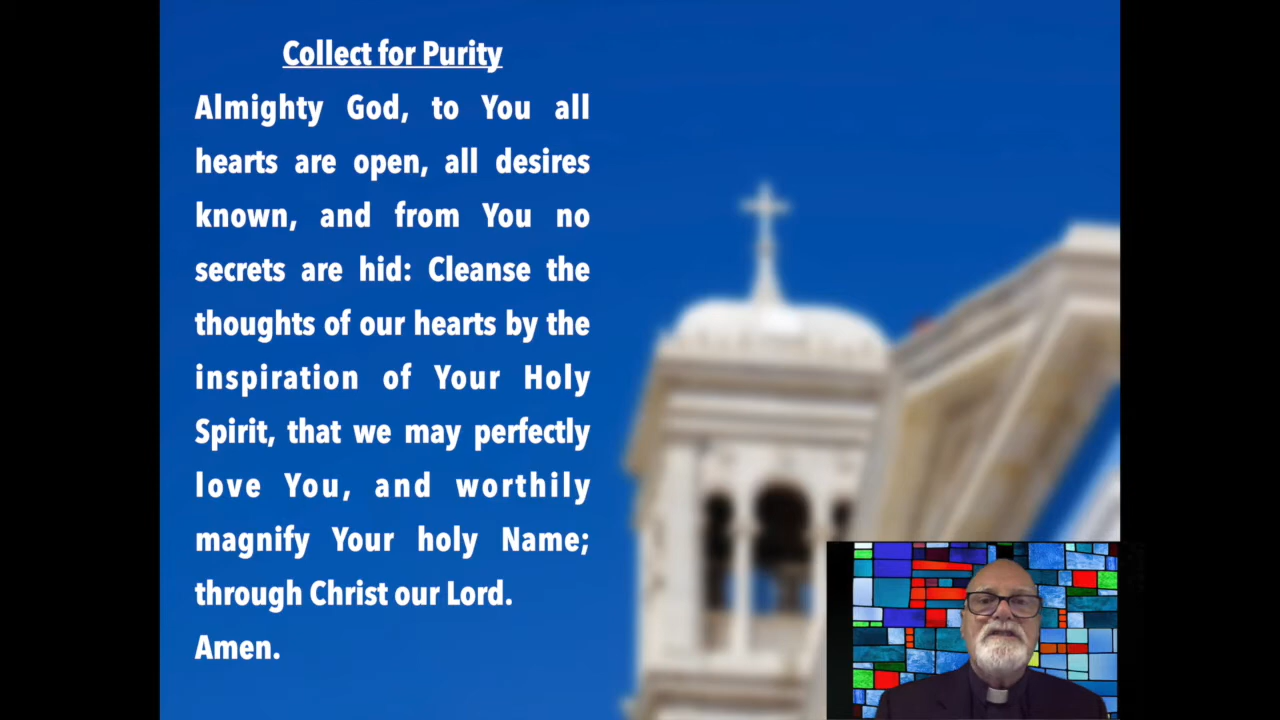 Collect for Purity
Almighty God, to You all
hearts are open, all desires
known, and from You no
secrets are hid: Cleanse the
thoughts of our hearts by the
inspiration of Your Holy
Spirit, that we may perfectly
love You, and worthily
magnify Your holy Name;
through Christ our Lord.
Amen.